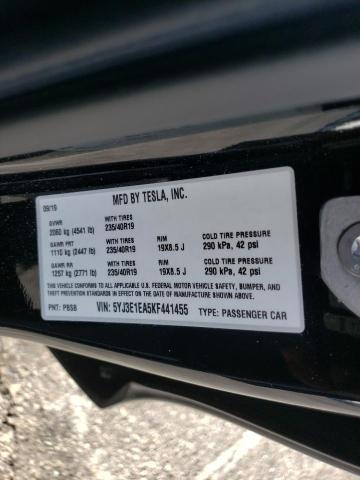 MFD BY TESLA, INC.
09/19
GVWR WITH TIRES
2060 kg (4541 lb) 235/40R19
GAWR FRT WITH TIRES RIM COLD TIRE PRESSURE
1110 kg (2447 lb) 235/40R19 19X8.5 J 290 kPa, 42 psi
GAWR RR WITH TIRES RIM COLD TIRE PRESSURE
1257 kg (2771 lb) 235/40R19 19X8.5 J 290 kPa, 42 psi
THIS VEHICLE CONFORMS TO ALL APPLICABLE U.S. FEDERAL MOTOR VEHICLE SAFETY, BUMPER, AND
THEFT PREVENTION STANDARDS IN EFFECT ON THE DATE OF MANUFACTURE SHOWN ABOVE.
PNT: PBSB VIN: 5YJ3E1EA5KF441455 TYPE: PASSENGER CAR